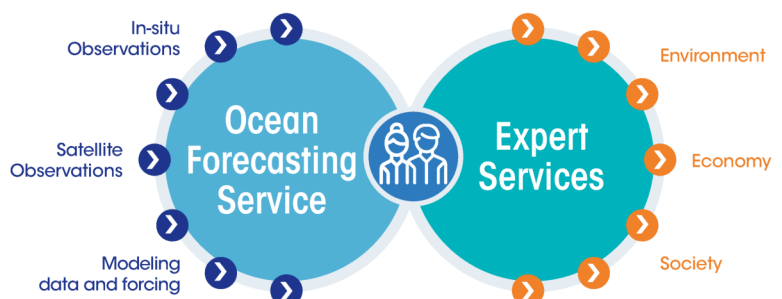 In-situ
Observations
Satellite
Observations
Modeling
data and forcing
Ocean
Forecasting
Service
Expert
Services
Environment
Economy
Society